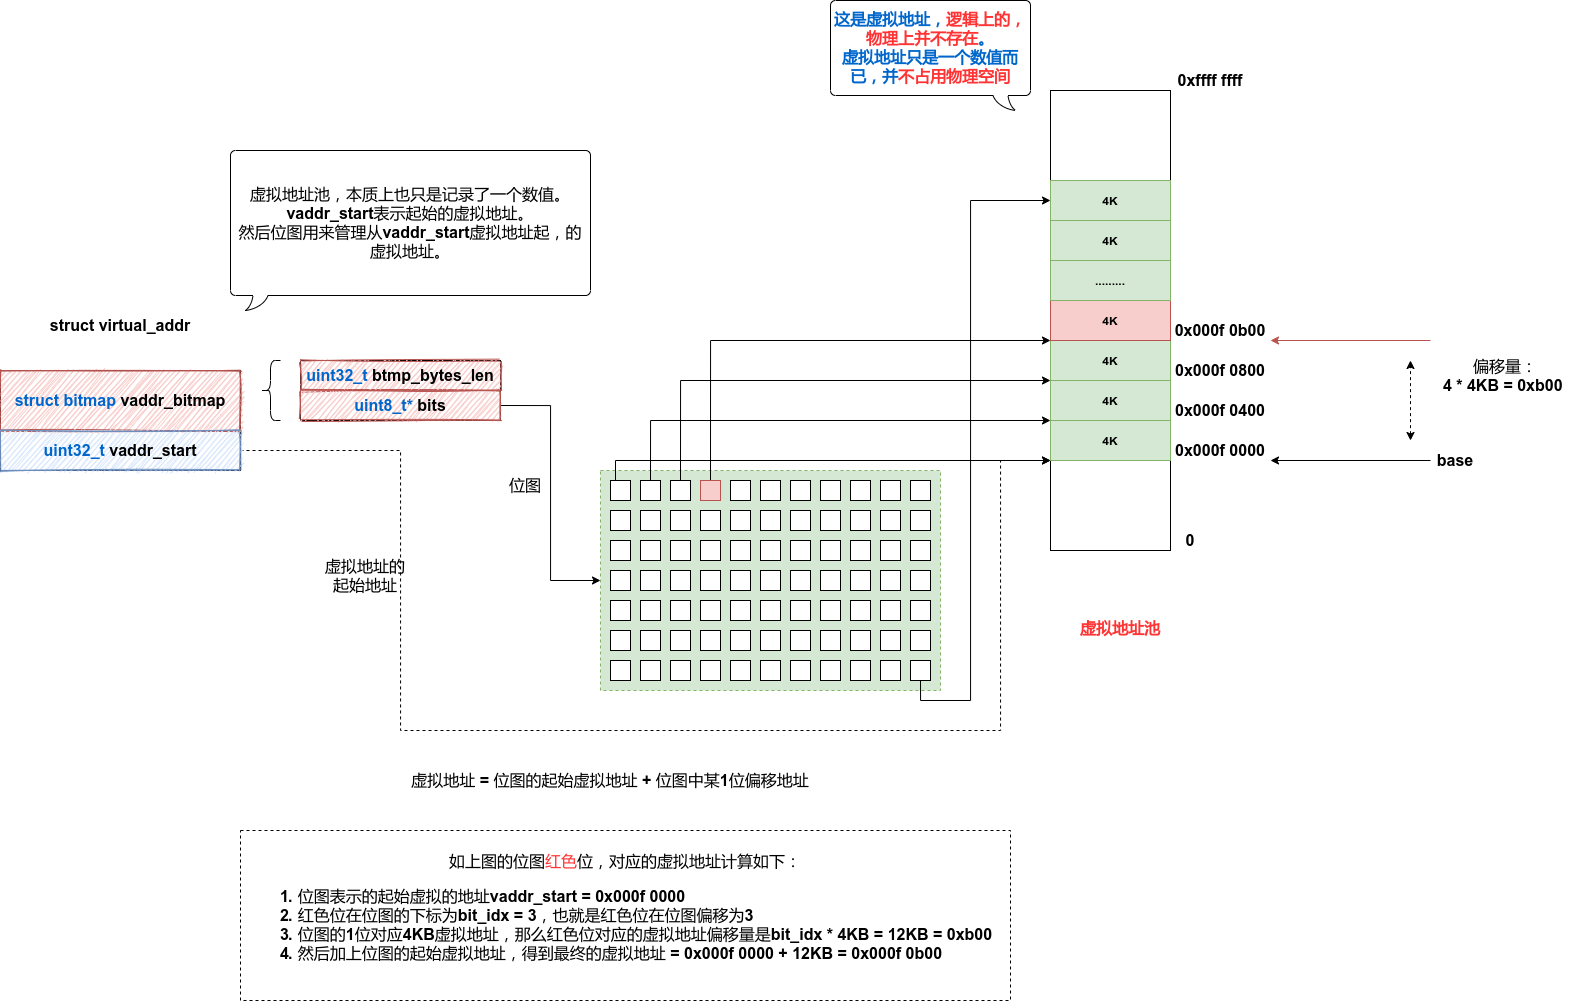 这是虚拟地址，逻辑上的，
物理上并不存在。
虚拟地址只是一个数值而
已，并不占用物理空间
0xffff ffff
虚拟地址池，本质上也只是记录了一个数值。
vaddr_start表示起始的虚拟地址。
然后位图用来管理从vaddr_start虚拟地址起，的
虚拟地址。
4K
4K
.........
4K
0x000f 0b00
4K
0x000f 0800
4K
0x000f 0400
4K
0x000f 0000
偏移量：
4 * 4KB = 0xb00
base
0
虚拟地址池
struct virtual_addr
struct bitmap vaddr_bitmap
uint32_t vaddr_start
uint32_t btmp_bytes_len
uint8_t* bits
位图
虚拟地址的
起始地址
虚拟地址 = 位图的起始虚拟地址 + 位图中某1位偏移地址
如上图的位图红色位，对应的虚拟地址计算如下：
1. 位图表示的起始虚拟的地址vaddr_start = 0x000f 0000
2. 红色位在位图的下标为bit_idx = 3，也就是红色位在位图偏移为3
3. 位图的1位对应4KB虚拟地址，那么红色位对应的虚拟地址偏移量是bit_idx * 4KB = 12KB = 0xb00
4. 然后加上位图的起始虚拟地址，得到最终的虚拟地址 = 0x000f 0000 + 12KB = 0x000f 0b00